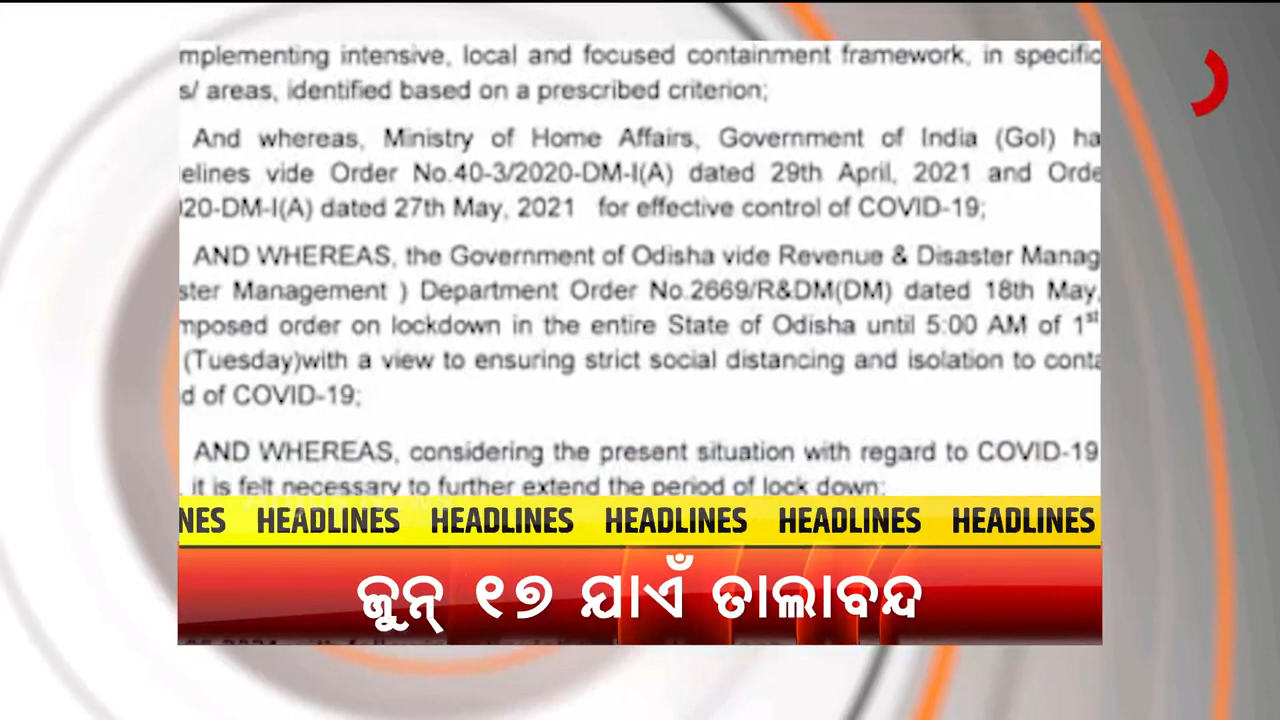 mplementing intensive, local and focused containment framework, in specific
s/ areas, identified based on a prescribed criterion;
And whereas, Ministry of Home Affairs, Government of India (GoI) ha
elines vide Order No.40-3/2020-DM-I(A) dated 29th April, 2021 and Orde
20-DM-I(A) dated 27th May, 2021 for effective control of COVID-19;
AND WHEREAS, the Government of Odisha vide Revenue & Disaster Manag
ster Management ) Department Order No.2669/R&DM(DM) dated 18th May,
mposed order on lockdown in the entire State of Odisha until 5:00 AM of 1st
(Tuesday)with a view to ensuring strict social distancing and isolation to conta
d of COVID-19;
AND WHEREAS, considering the present situation with regard to COVID-19
it is felt necessary to further extend the period of lock down;
NES HEADLINES HEADLINES HEADLINES HEADLINES HEADLINES
ଜୁନ୍ ୧୭ ଯାଏଁ ତାଲାବନ୍ଦ